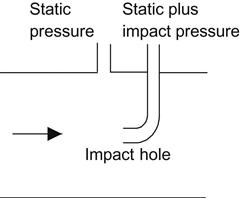 Static
pressure
Static plus
impact pressure
Impact hole